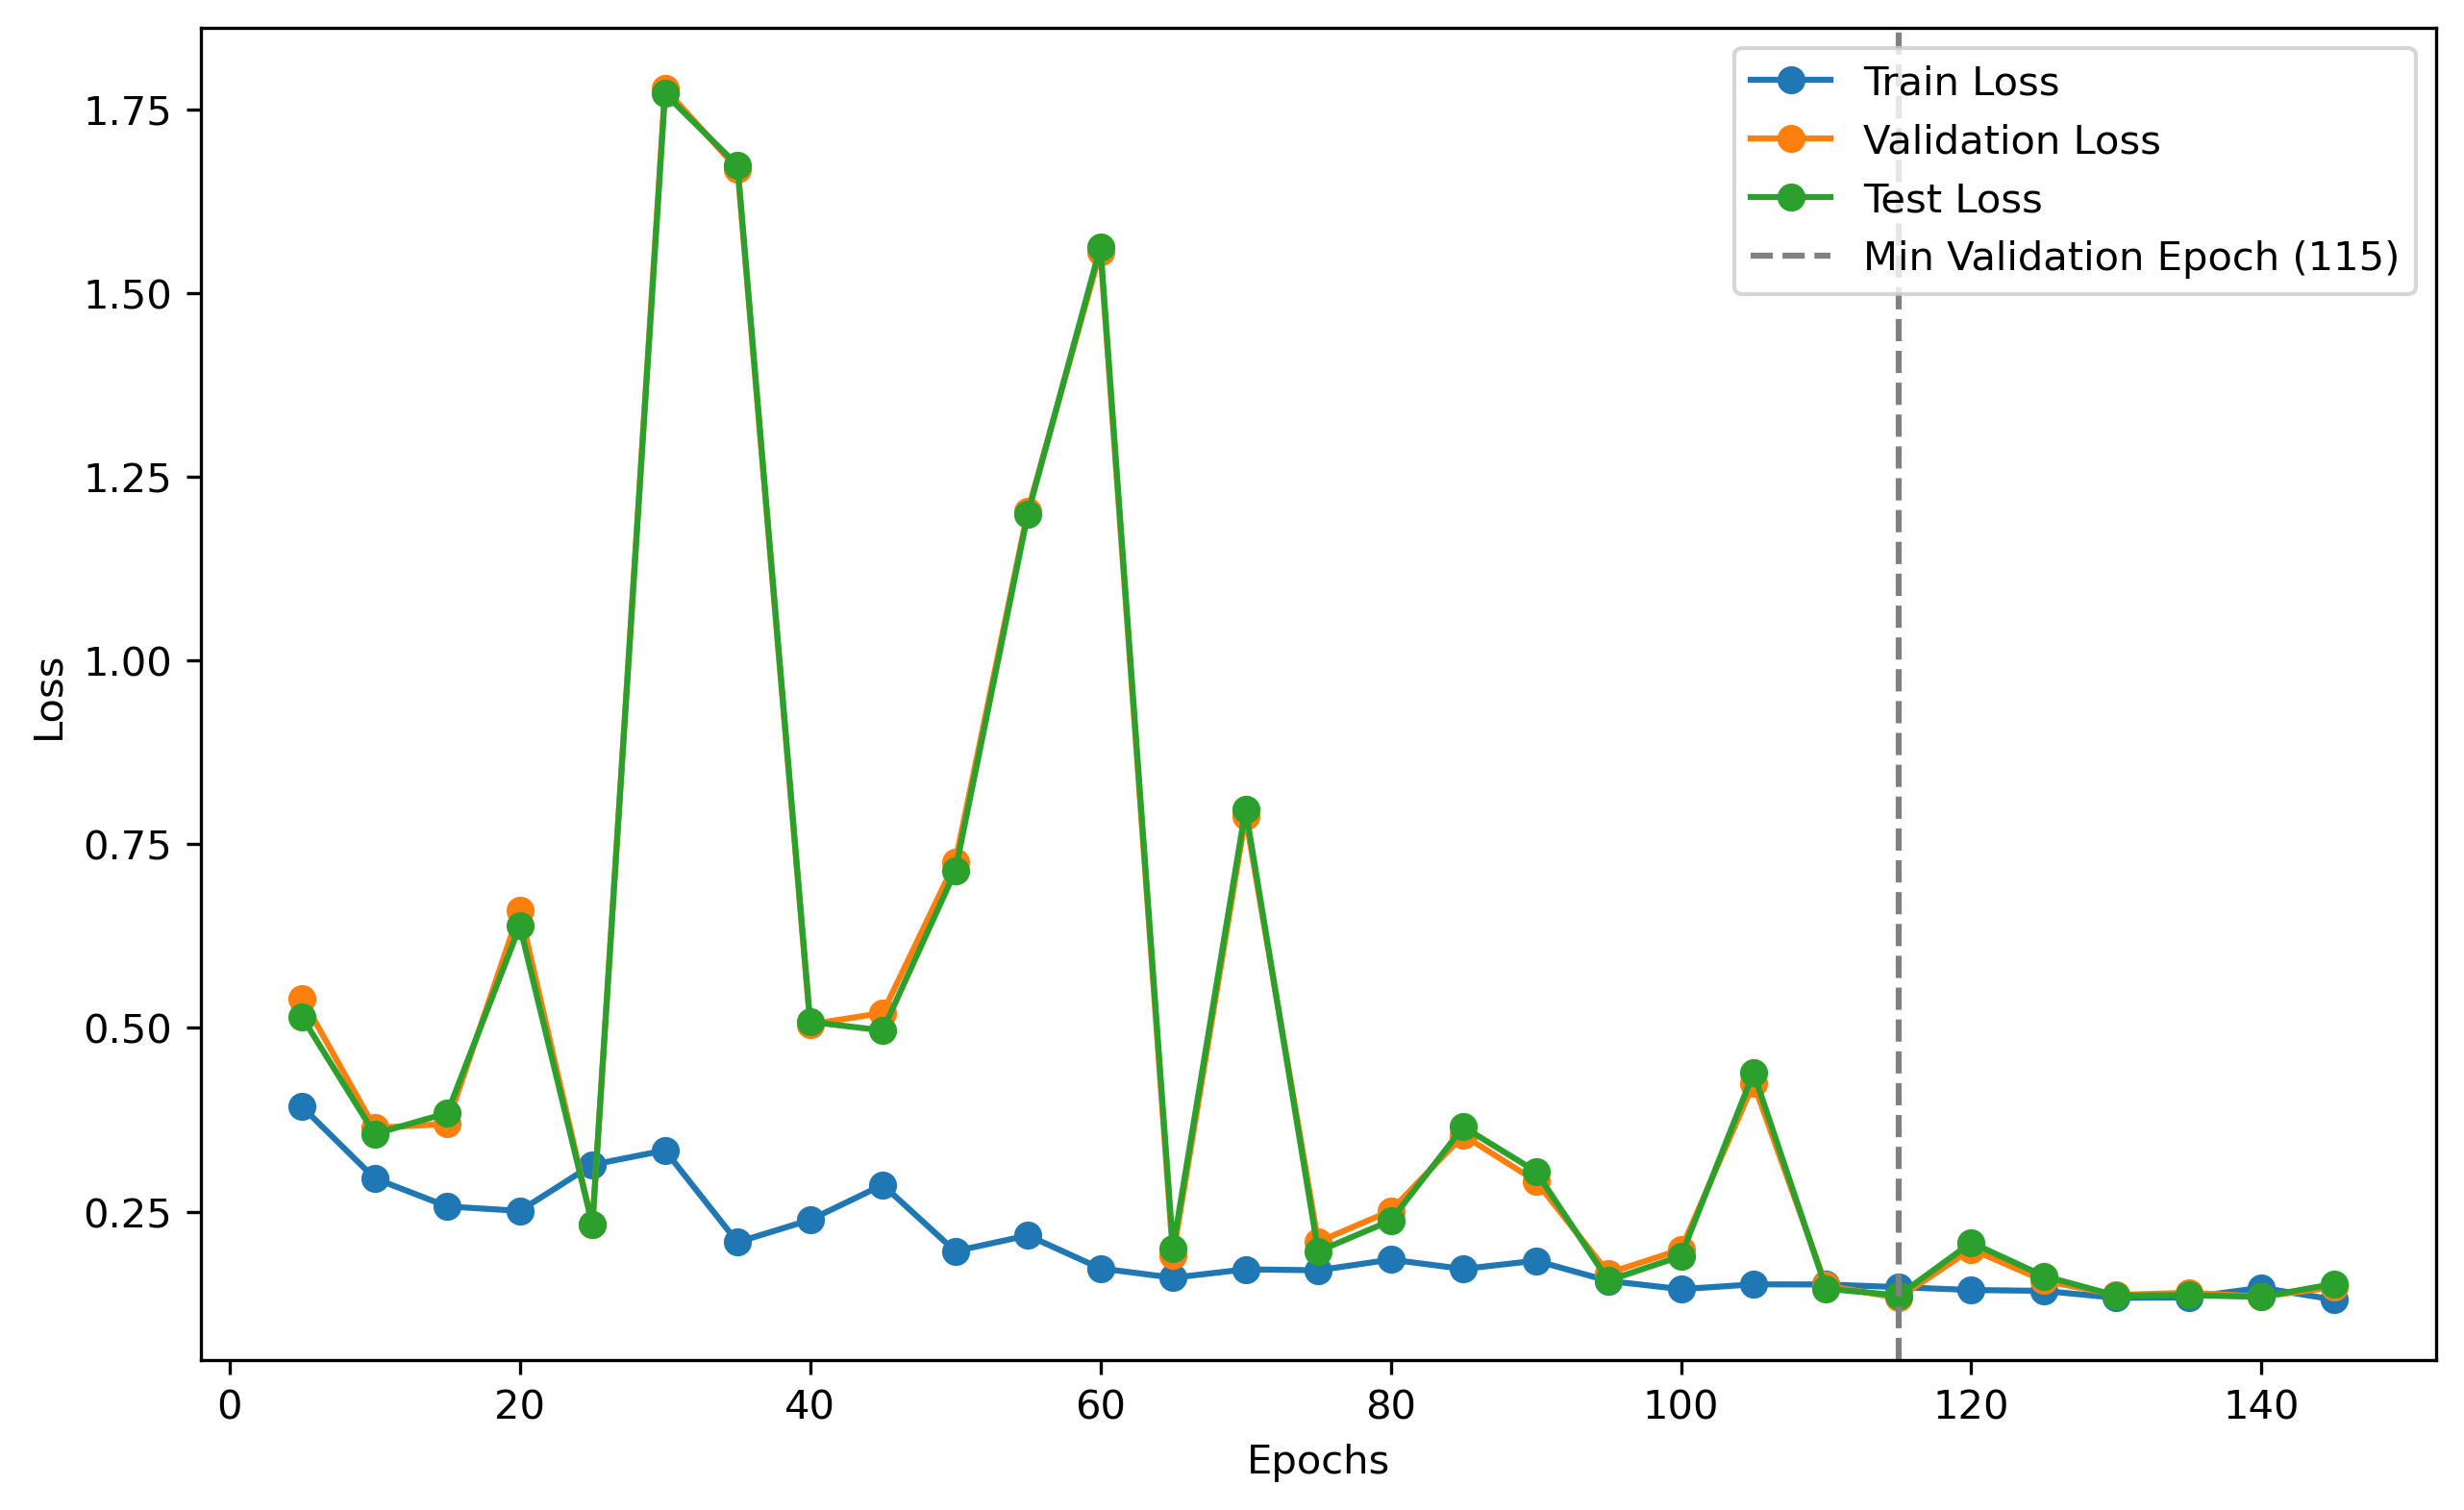 Train Loss
Validation Loss
Test Loss
Min Validation Epoch (115)
1.75
1.50
1.25
1.00
0.75
0.50
0.25
Loss
0 20 40 60 80 100 120 140
Epochs